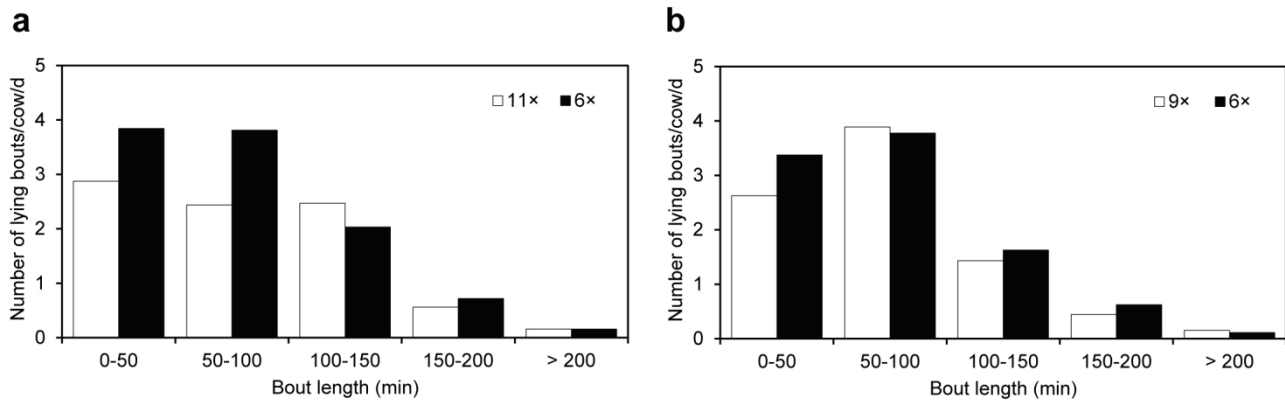 a
Number of lying bouts/cow/d
5
4
3
2
1
0
11× 6×
0-50 50-100 100-150 150-200 > 200
Bout length (min)
b
Number of lying bouts/cow/d
5
4
3
2
1
0
9× 6×
0-50 50-100 100-150 150-200 > 200
Bout length (min)